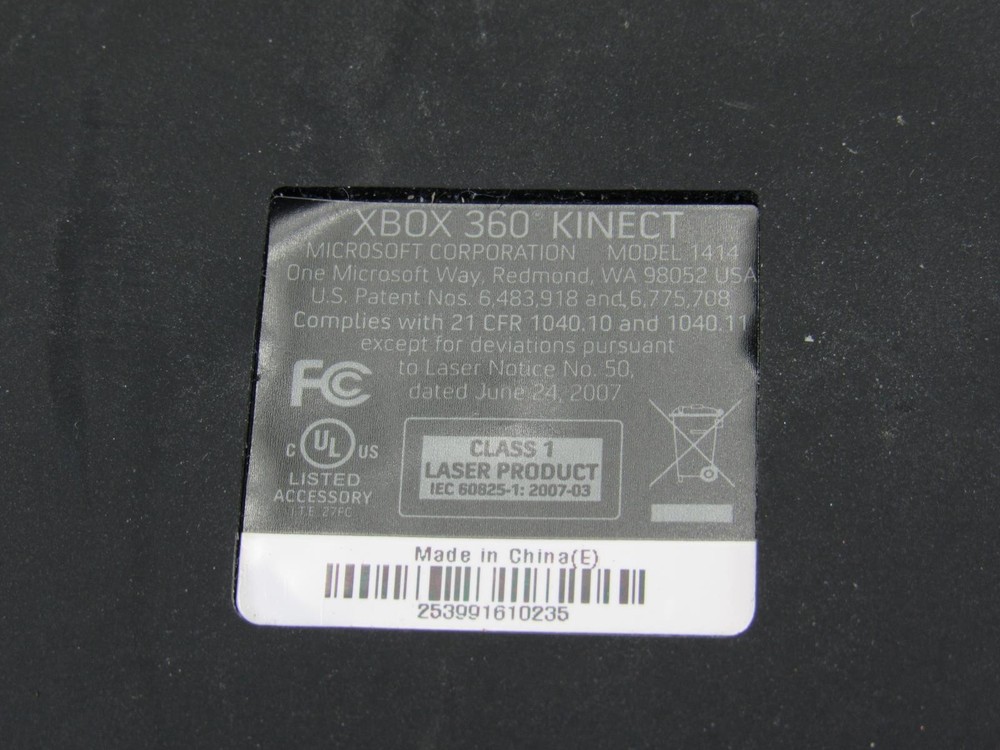 XBOX 360 KINECT
MICROSOFT CORPORATION MODEL 1414
One Microsoft Way, Redmond, WA 98052 USA
U.S. Patent Nos. 6,483,918 and 6,775,708
Complies with 21 CFR 1040.10 and 1040.11
except for deviations pursuant
to Laser Notice No. 50,
dated June 24, 2007
FC
C UL US
LISTED
ACCESSORY
I.T.E. 27FC
CLASS 1
LASER PRODUCT
IEC 60825-1: 2007-03
Made in China(E)
253991610235